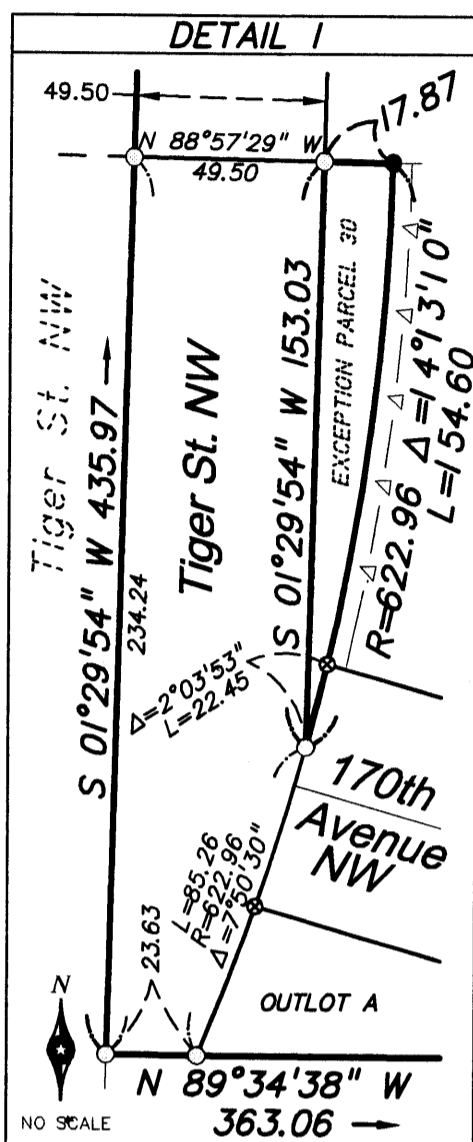 DETAIL 1
49.50
17.87
N 88°57'29" W
49.50
Tiger St. NW
S 01°29'54" W 435.97
234.24
Tiger St. NW
S 01°29'54" W 153.03
EXCEPTION PARCEL 30
Δ=14°13'10"
L=154.60
R=622.96
Δ=2°03'53"
L=22.45
170th
Avenue
NW
L=85.26
R=622.96
Δ=7°50'30"
23.63
OUTLOT A
N
NO SCALE
N 89°34'38" W
363.06